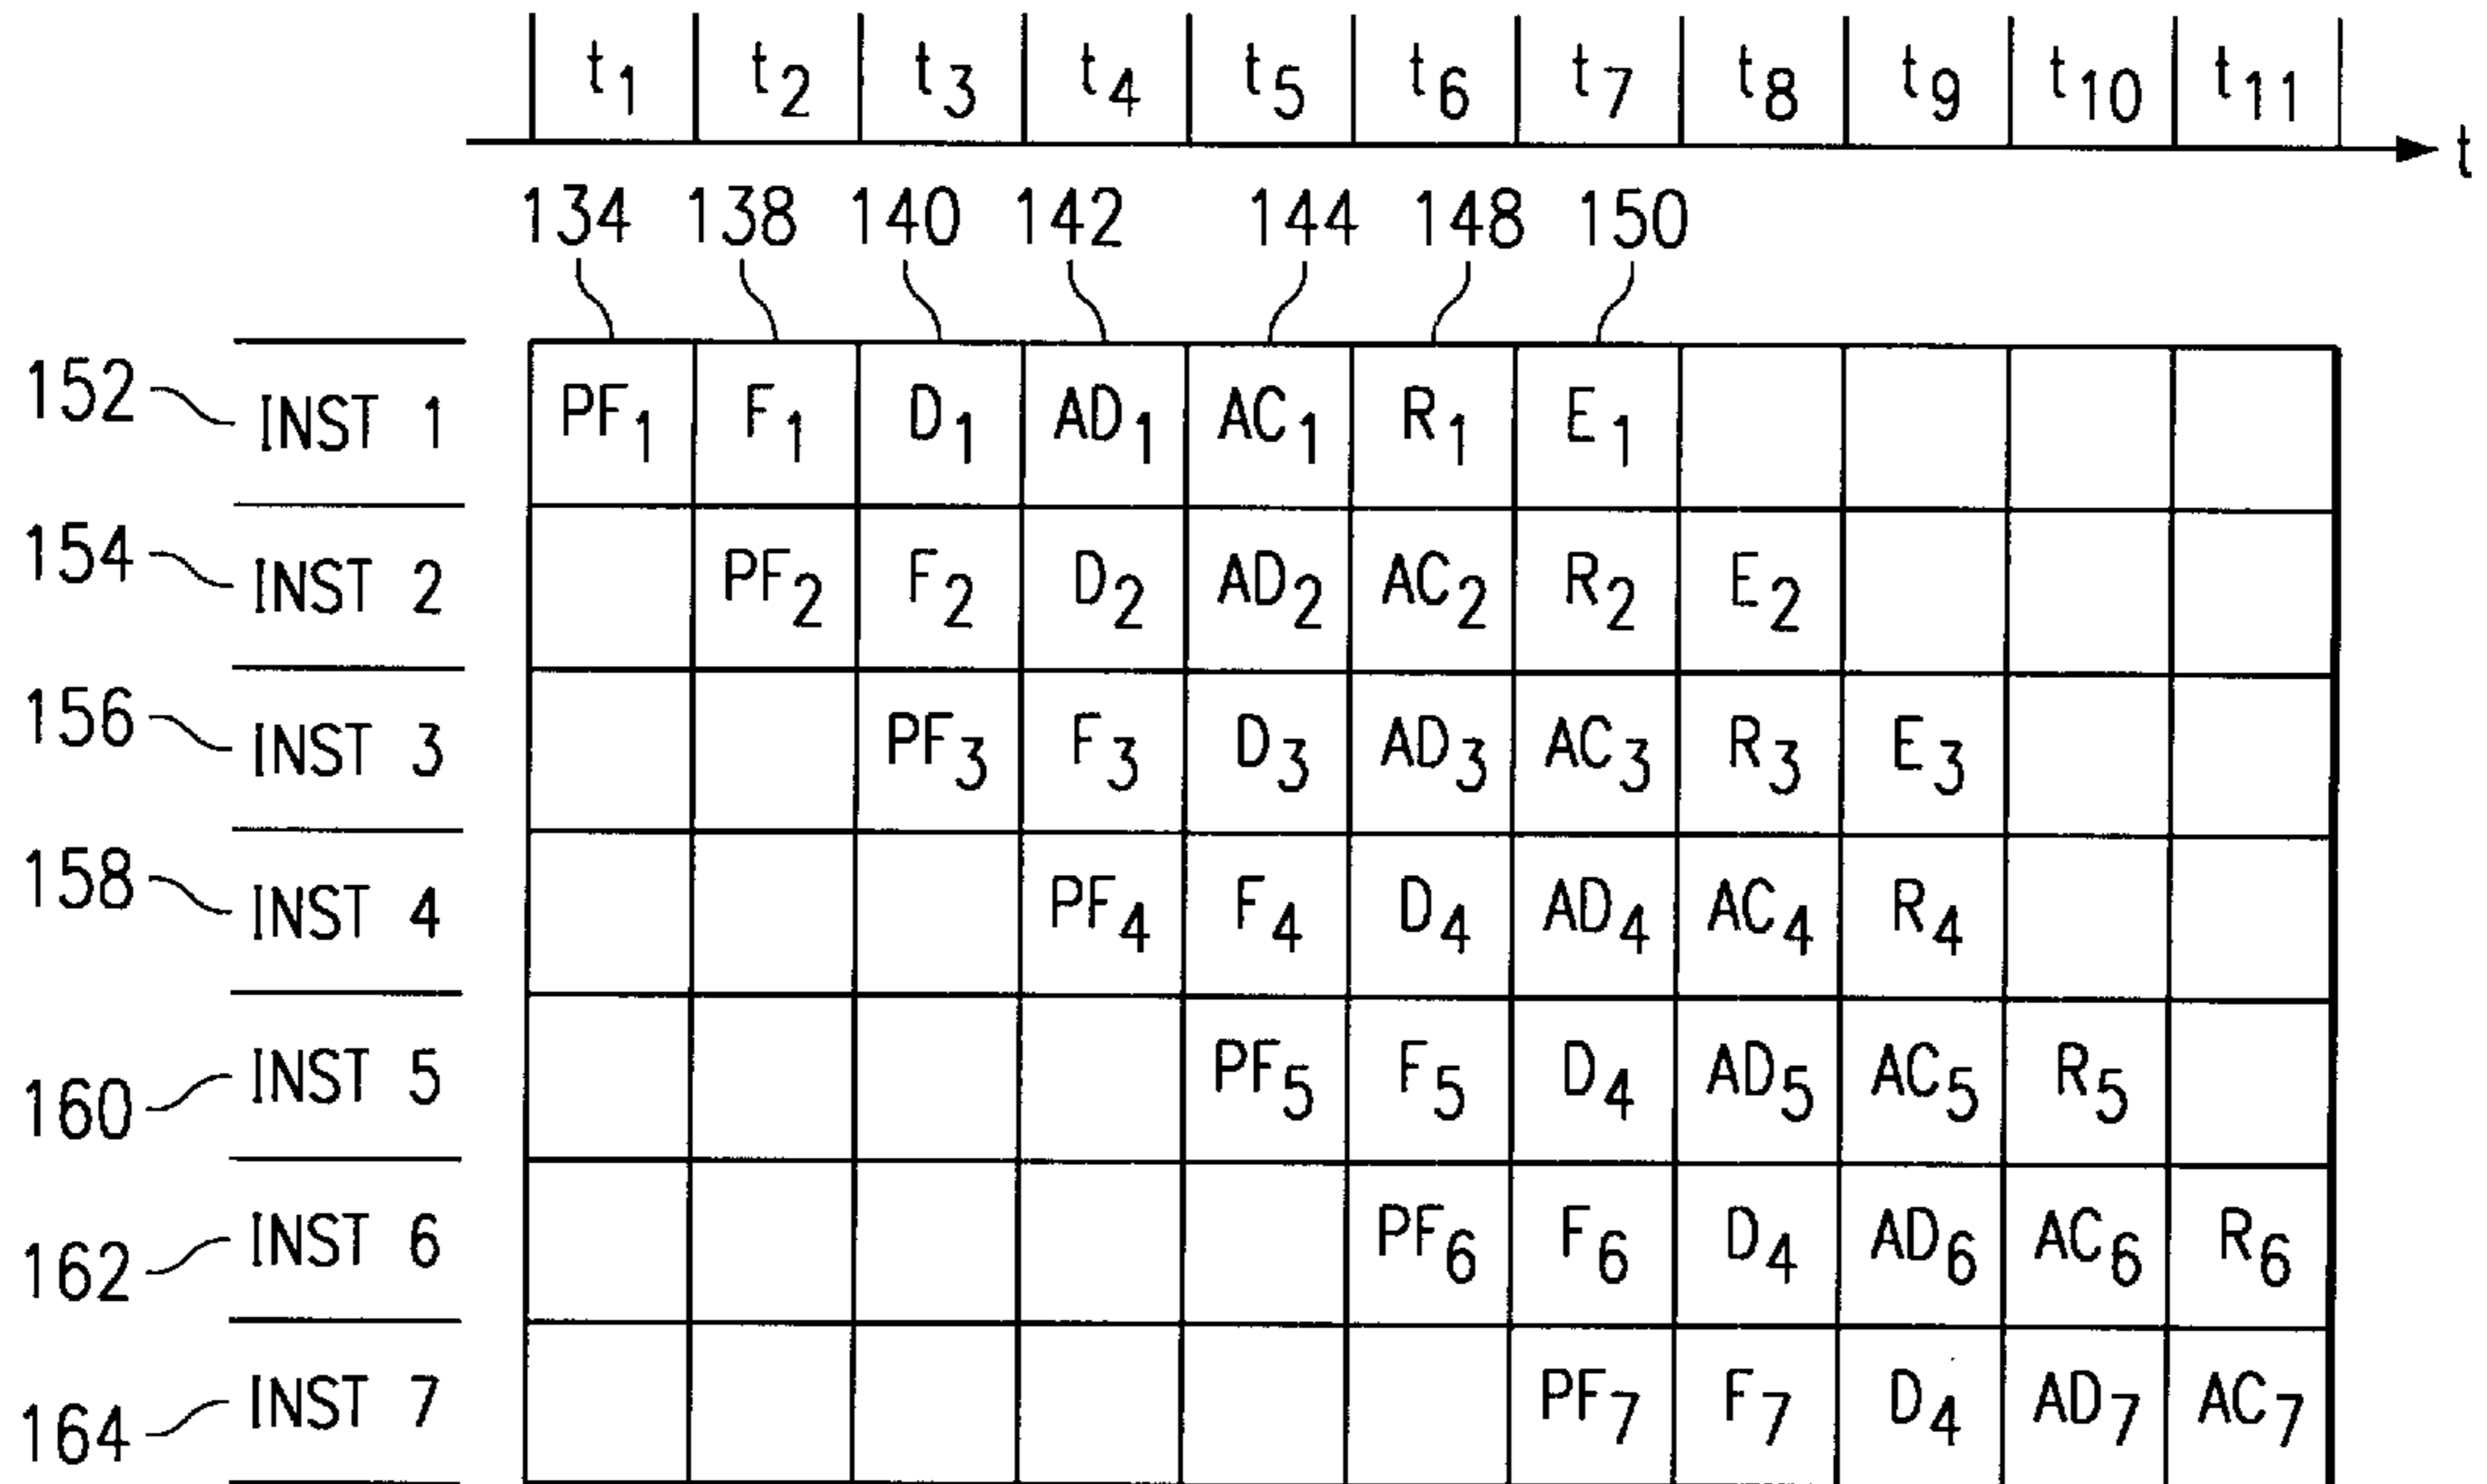 t1 t2 t3 t4 t5 t6 t7 t8 t9 t10 t11
t
134 138 140 142 144 148 150
152 INST 1 PF1 F1 D1 AD1 AC1 R1 E1
154 INST 2 PF2 F2 D2 AD2 AC2 R2 E2
156 INST 3 PF3 F3 D3 AD3 AC3 R3 E3
158 INST 4 PF4 F4 D4 AD4 AC4 R4
160 INST 5 PF5 F5 D4 AD5 AC5 R5
162 INST 6 PF6 F6 D4 AD6 AC6 R6
164 INST 7 PF7 F7 D4 AD7 AC7